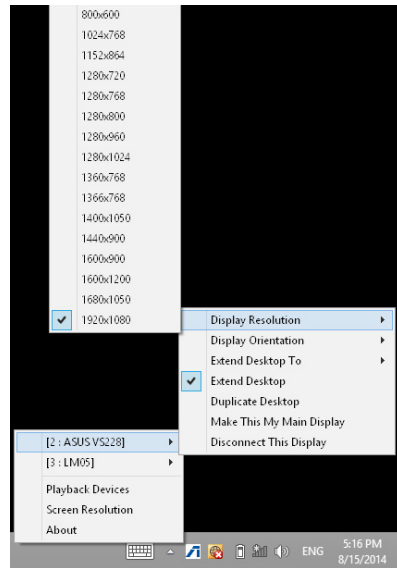 800x600
1024x768
1152x864
1280x720
1280x768
1280x800
1280x960
1280x1024
1360x768
1366x768
1400x1050
1440x900
1600x900
1600x1200
1680x1050
1920x1080
Display Resolution
Display Orientation
Extend Desktop To
Extend Desktop
Duplicate Desktop
Make This My Main Display
Disconnect This Display
[2 : ASUS VS228]
[3 : LM05]
Playback Devices
Screen Resolution
About
ENG
5:16 PM
8/15/2014